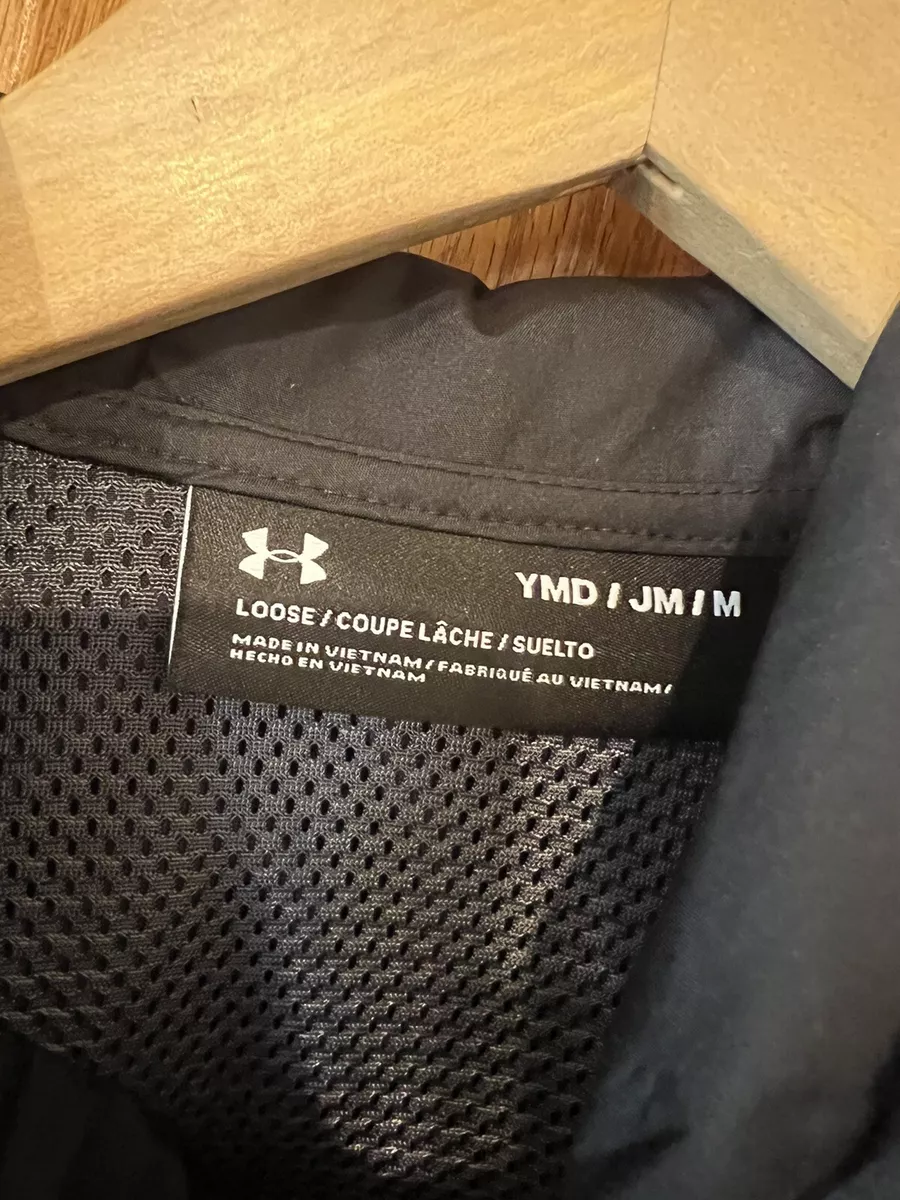 YMD / JM / M
LOOSE / COUPE LÂCHE / SUELTO
MADE IN VIETNAM / FABRIQUÉ AU VIETNAM /
HECHO EN VIETNAM